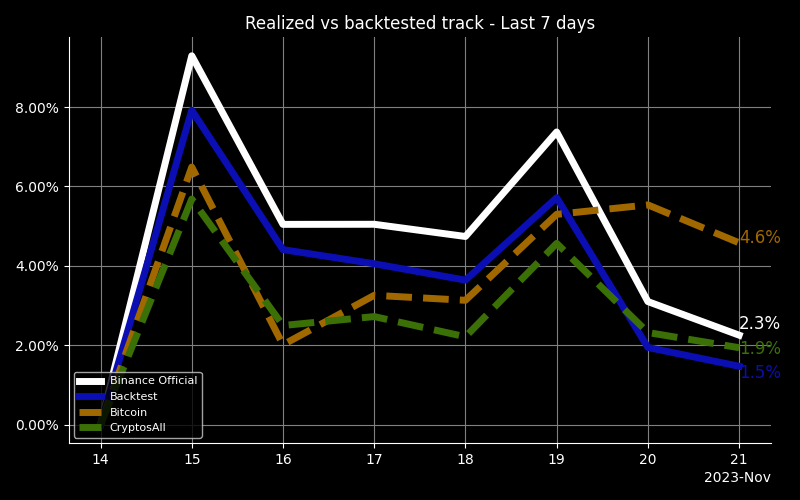 Realized vs backtested track - Last 7 days
8.00%
6.00%
4.00%
2.00%
0.00%
4.6%
2.3%
1.9%
1.5%
Binance Official
Backtest
Bitcoin
CryptosAll
14 15 16 17 18 19 20 21
2023-Nov